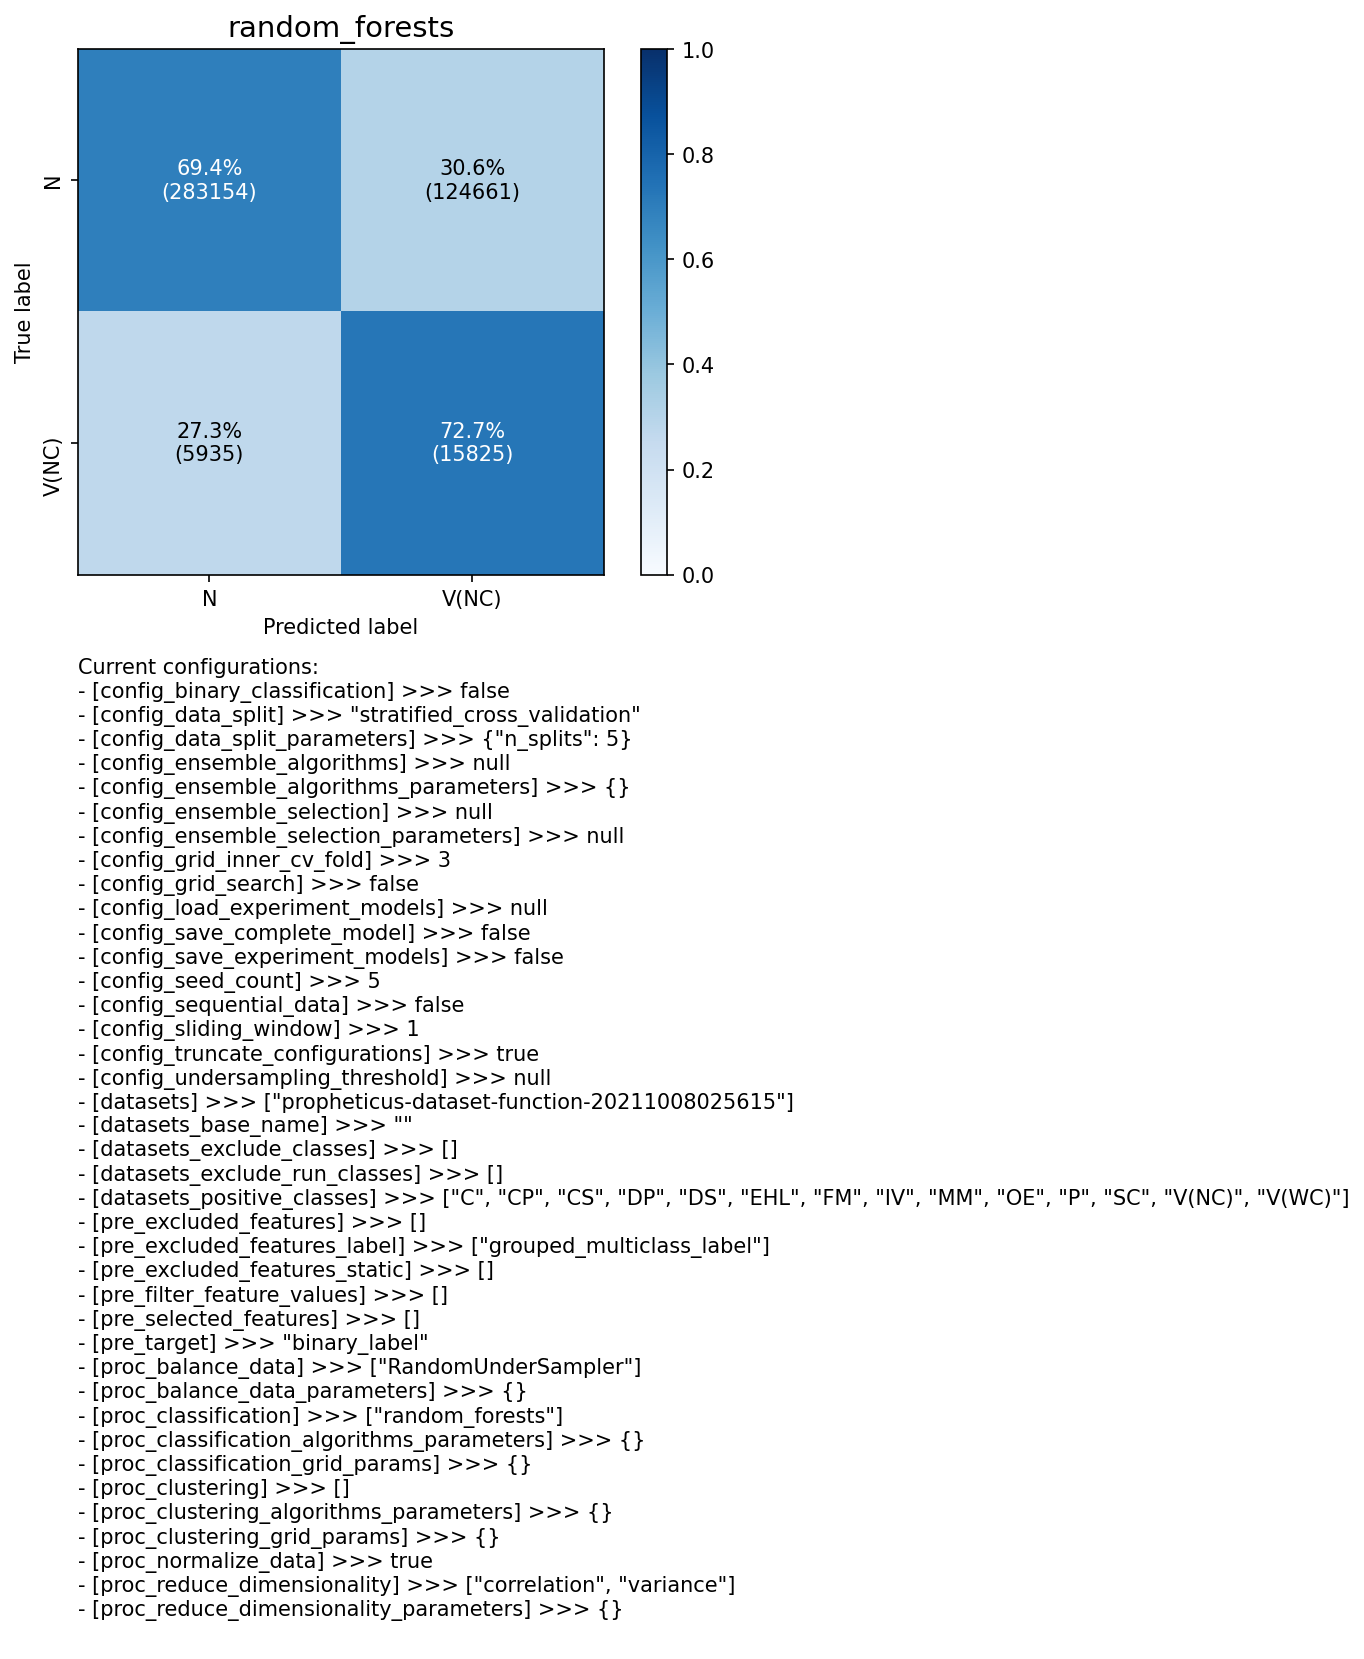 random_forests
1.0
69.4%
(283154)
30.6%
(124661)
0.8
N
0.6
True label
0.4
27.3%
(5935)
72.7%
(15825)
V(NC)
0.2
0.0
N
V(NC)
Predicted label
Current configurations:
- [config_binary_classification] >>> false
- [config_data_split] >>> "stratified_cross_validation"
- [config_data_split_parameters] >>> {"n_splits": 5}
- [config_ensemble_algorithms] >>> null
- [config_ensemble_algorithms_parameters] >>> {}
- [config_ensemble_selection] >>> null
- [config_ensemble_selection_parameters] >>> null
- [config_grid_inner_cv_fold] >>> 3
- [config_grid_search] >>> false
- [config_load_experiment_models] >>> null
- [config_save_complete_model] >>> false
- [config_save_experiment_models] >>> false
- [config_seed_count] >>> 5
- [config_sequential_data] >>> false
- [config_sliding_window] >>> 1
- [config_truncate_configurations] >>> true
- [config_undersampling_threshold] >>> null
- [datasets] >>> ["propheticus-dataset-function-20211008025615"]
- [datasets_base_name] >>> ""
- [datasets_exclude_classes] >>> []
- [datasets_exclude_run_classes] >>> []
- [datasets_positive_classes] >>> ["C", "CP", "CS", "DP", "DS", "EHL", "FM", "IV", "MM", "OE", "P", "SC", "V(NC)", "V(WC)"]
- [pre_excluded_features] >>> []
- [pre_excluded_features_label] >>> ["grouped_multiclass_label"]
- [pre_excluded_features_static] >>> []
- [pre_filter_feature_values] >>> []
- [pre_selected_features] >>> []
- [pre_target] >>> "binary_label"
- [proc_balance_data] >>> ["RandomUnderSampler"]
- [proc_balance_data_parameters] >>> {}
- [proc_classification] >>> ["random_forests"]
- [proc_classification_algorithms_parameters] >>> {}
- [proc_classification_grid_params] >>> {}
- [proc_clustering] >>> []
- [proc_clustering_algorithms_parameters] >>> {}
- [proc_clustering_grid_params] >>> {}
- [proc_normalize_data] >>> true
- [proc_reduce_dimensionality] >>> ["correlation", "variance"]
- [proc_reduce_dimensionality_parameters] >>> {}